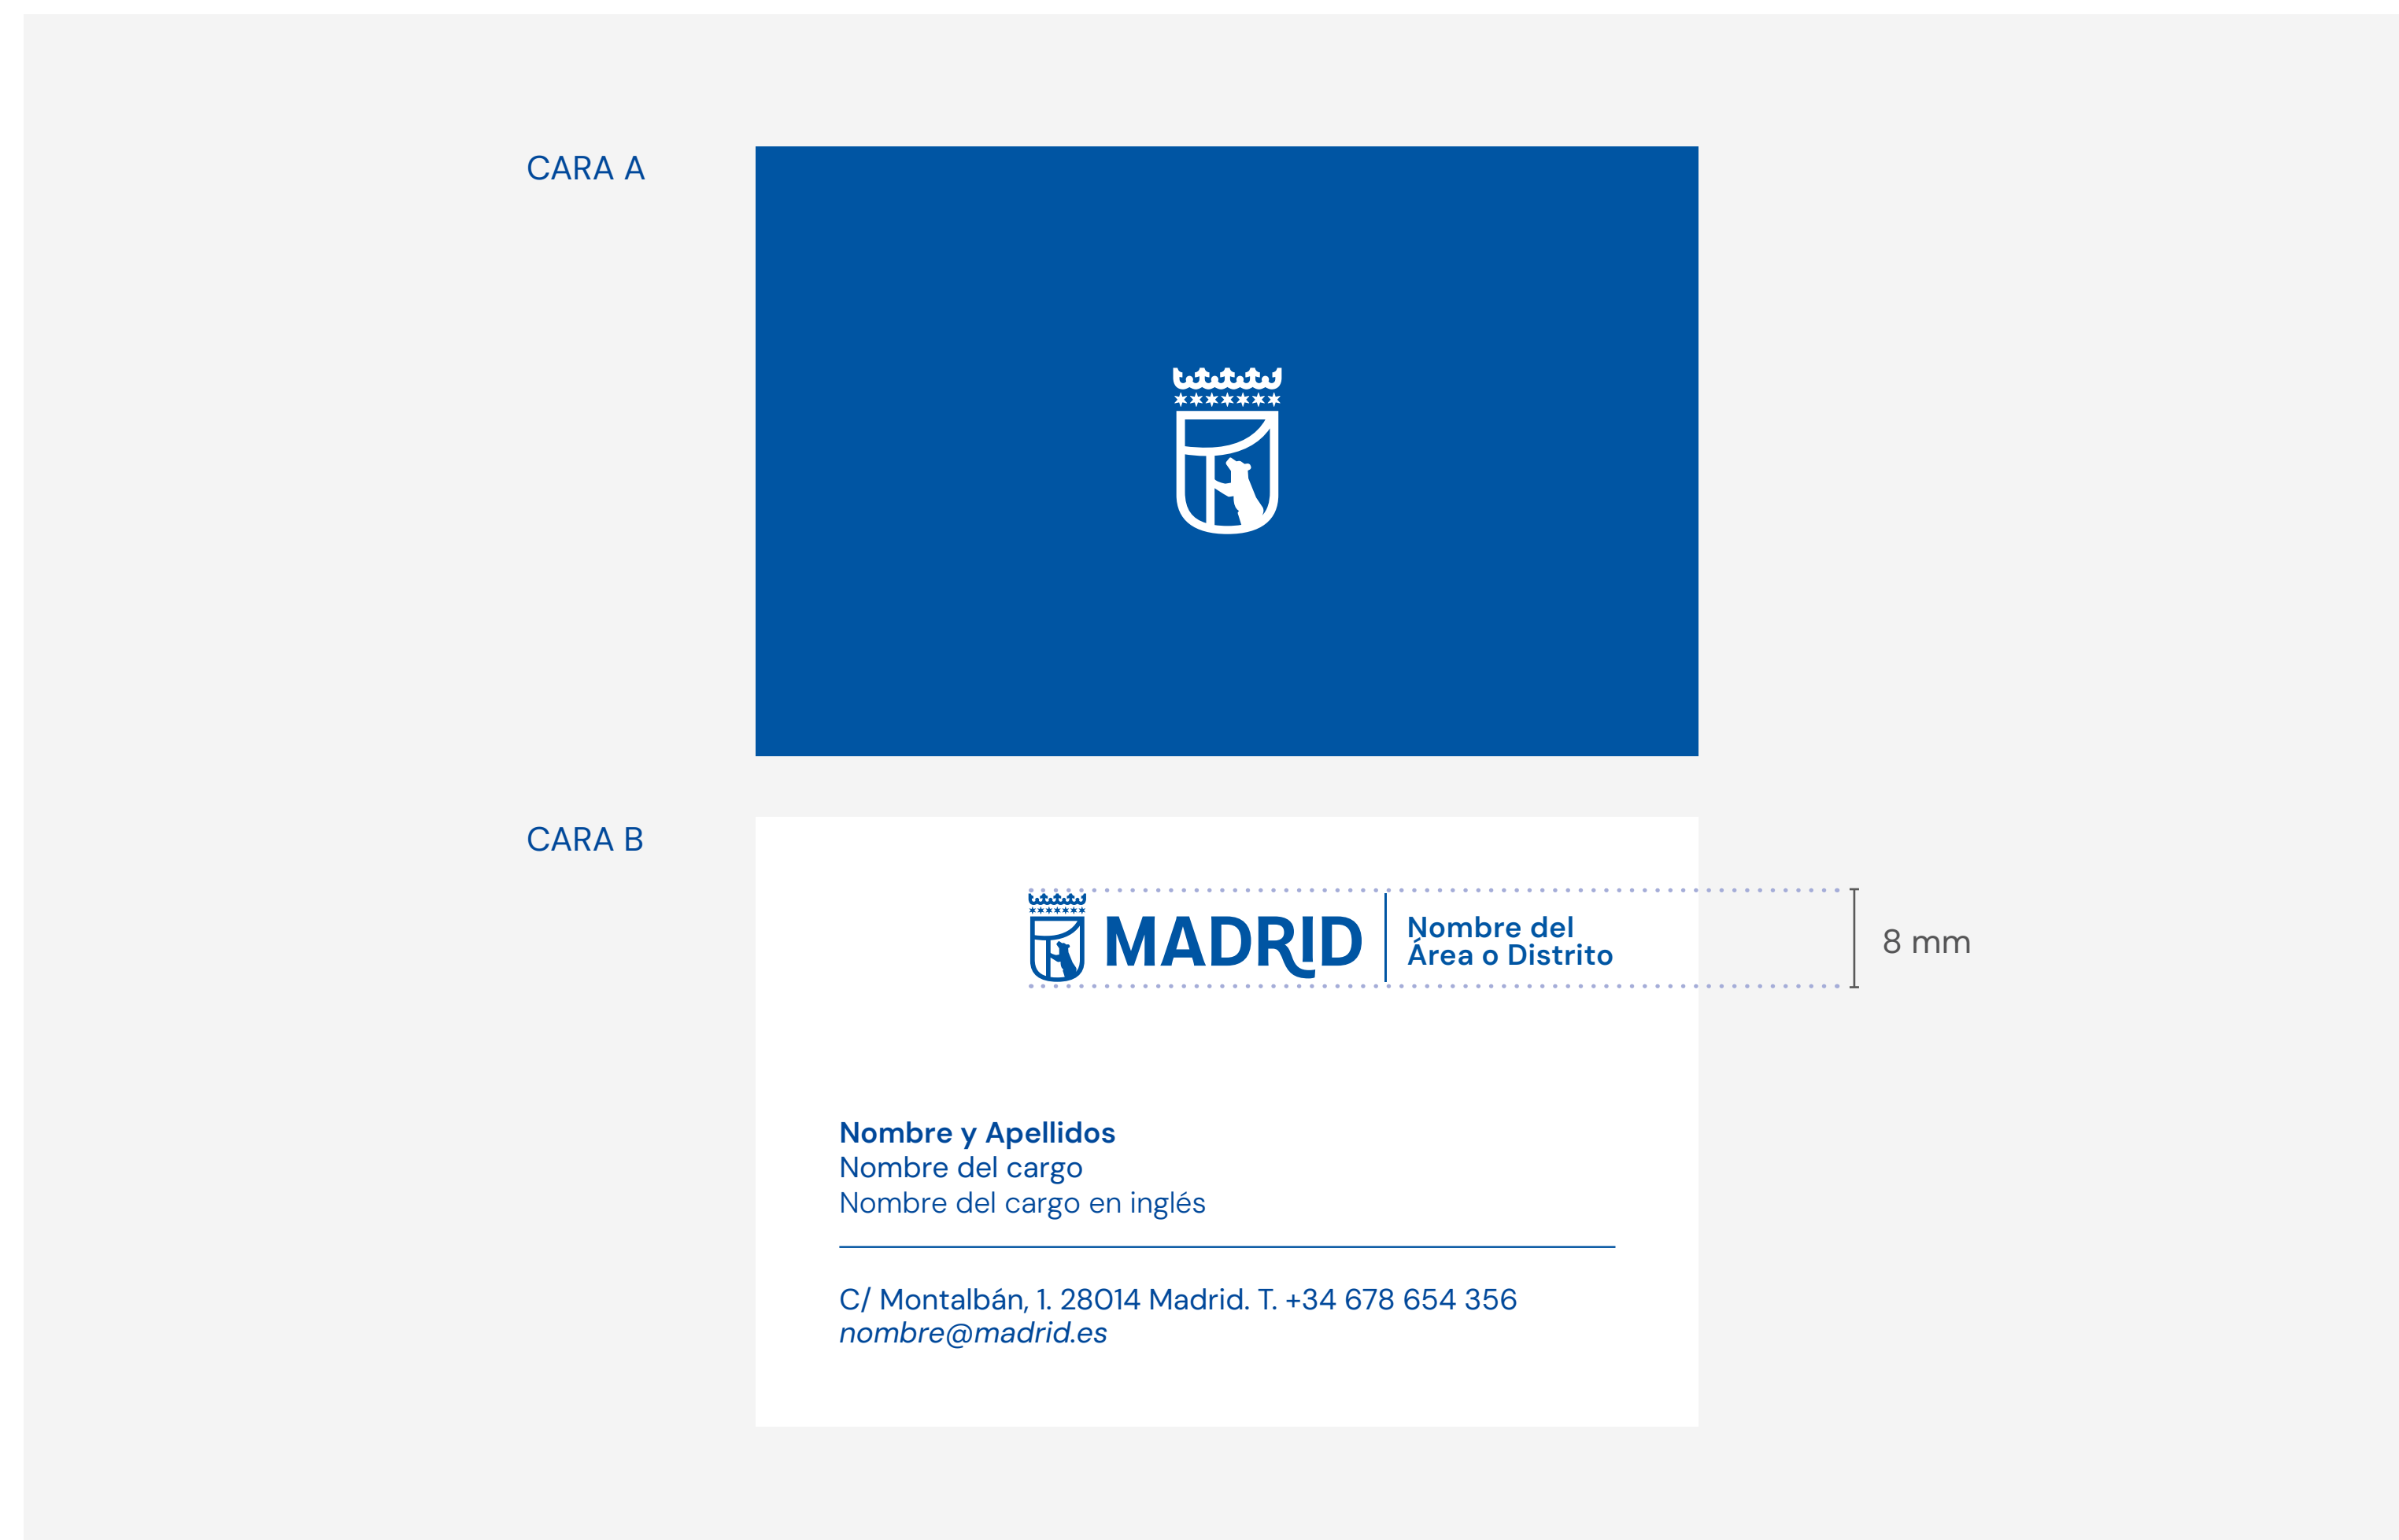 CARA A
CARA B
MADRID
Nombre del
Área o Distrito
8 mm
Nombre y Apellidos
Nombre del cargo
Nombre del cargo en inglés
C/ Montalbán, 1. 28014 Madrid. T. +34 678 654 356
nombre@madrid.es